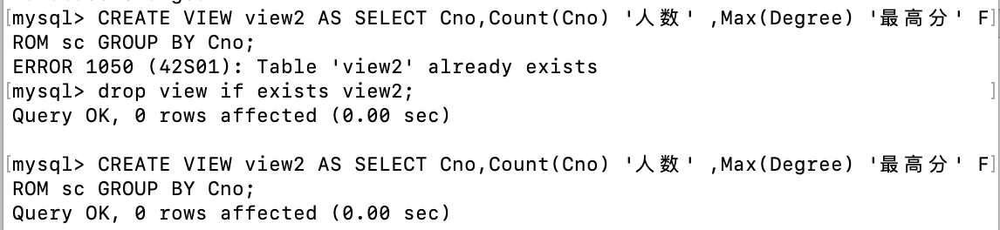 [mysql> CREATE VIEW view2 AS SELECT Cno,Count(Cno) '人数' ,Max(Degree) '最高分' F]
ROM sc GROUP BY Cno;
ERROR 1050 (42S01): Table 'view2' already exists
[mysql> drop view if exists view2; ]
Query OK, 0 rows affected (0.00 sec)
[mysql> CREATE VIEW view2 AS SELECT Cno,Count(Cno) '人数' ,Max(Degree) '最高分' F]
ROM sc GROUP BY Cno;
Query OK, 0 rows affected (0.00 sec)